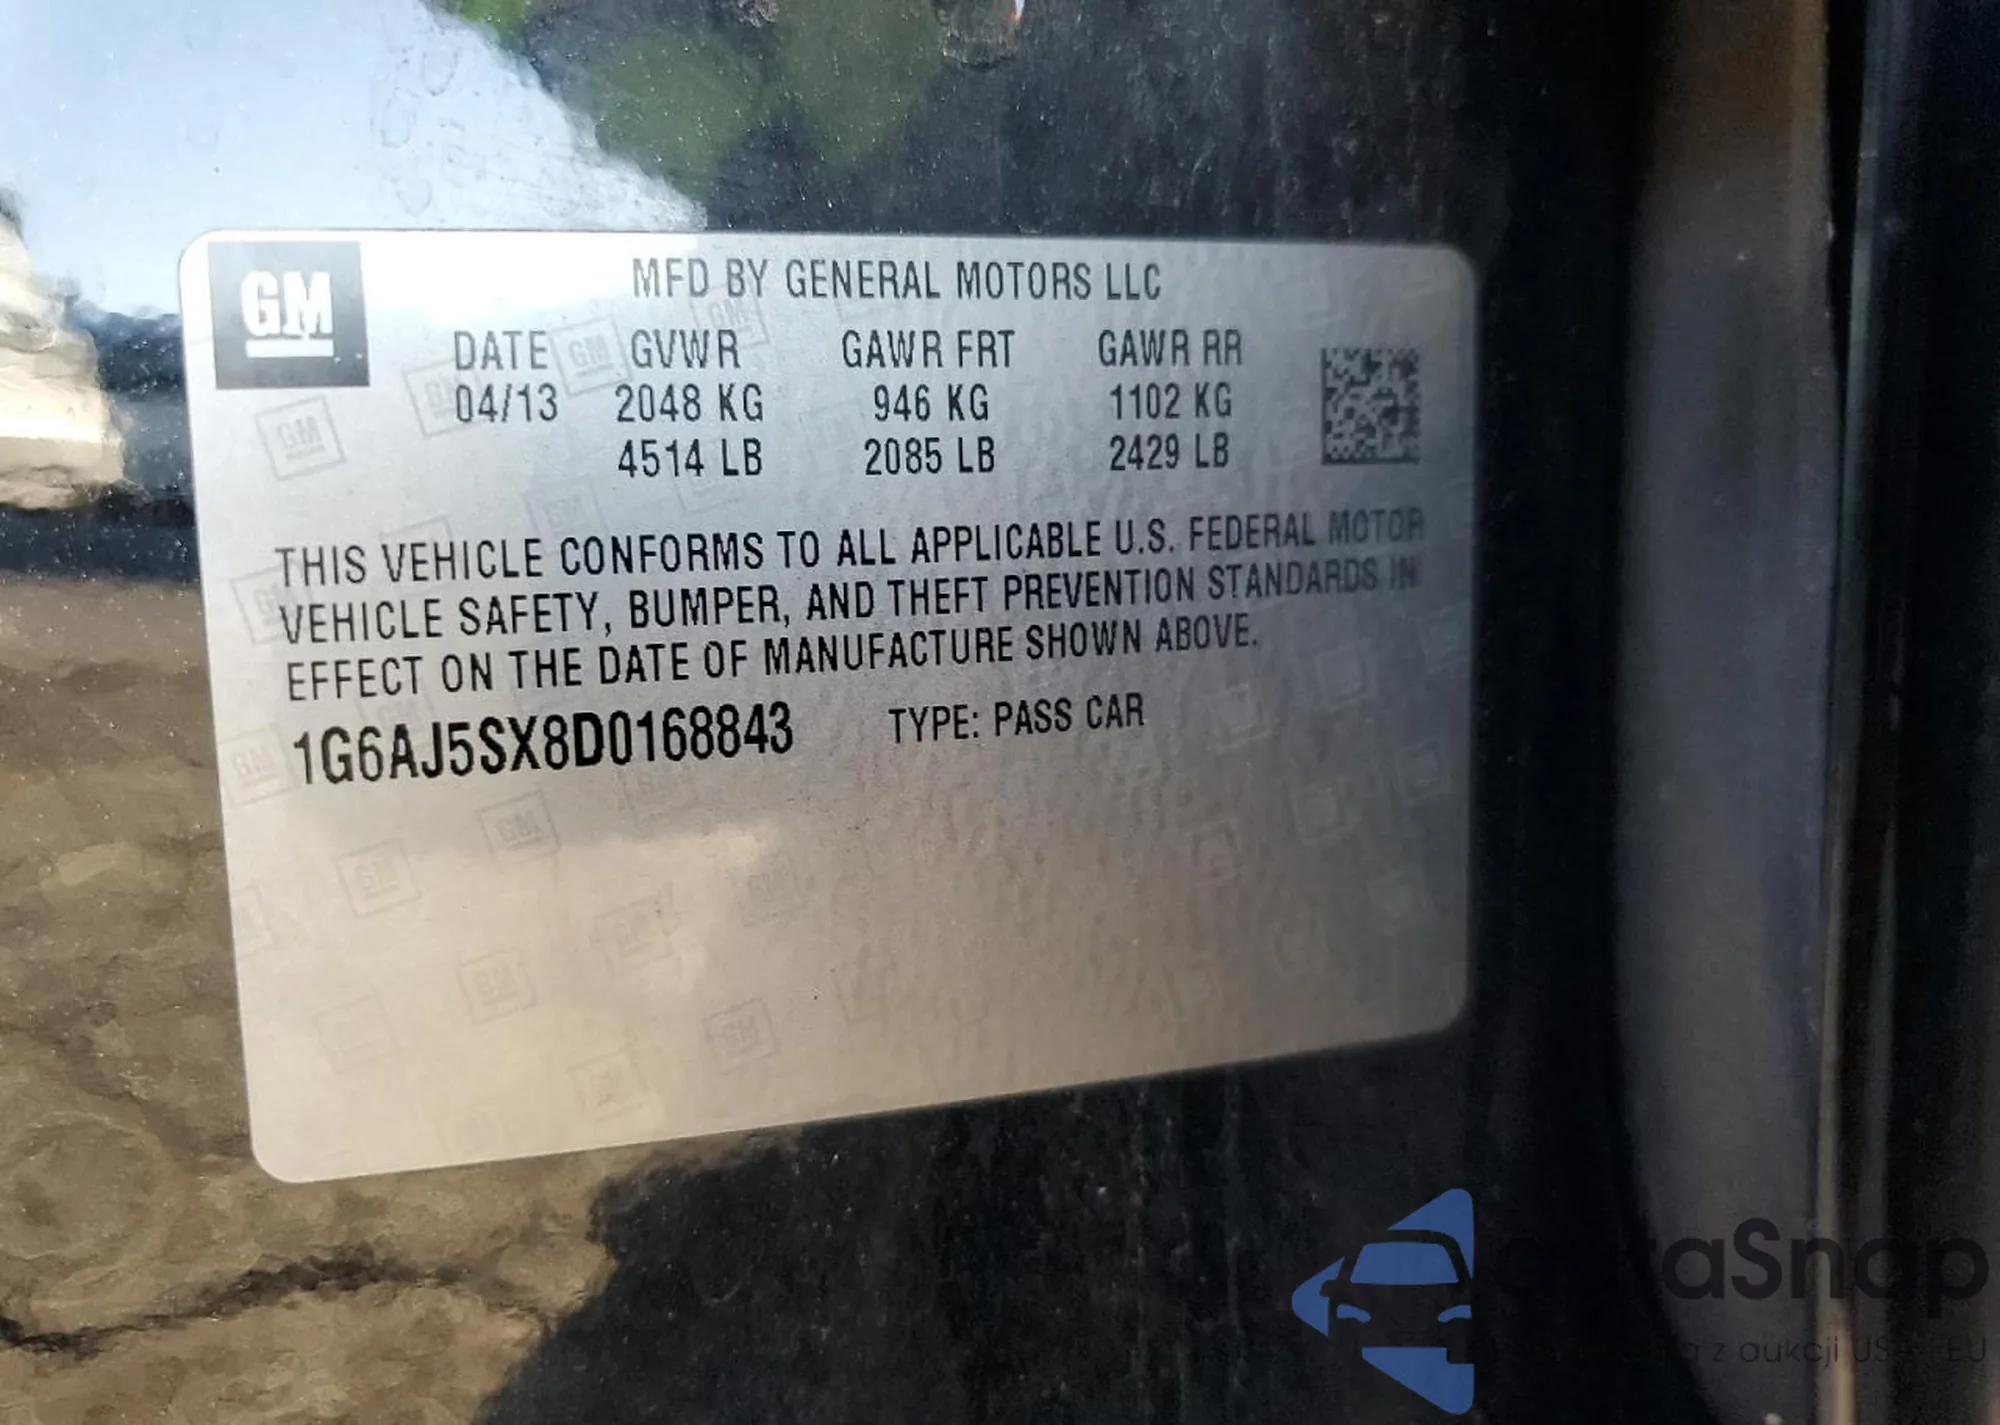 GM
MFD BY GENERAL MOTORS LLC
DATE GVWR GAWR FRT GAWR RR
04/13 2048 KG 946 KG 1102 KG
4514 LB 2085 LB 2429 LB
THIS VEHICLE CONFORMS TO ALL APPLICABLE U.S. FEDERAL MOTOR
VEHICLE SAFETY, BUMPER, AND THEFT PREVENTION STANDARDS IN
EFFECT ON THE DATE OF MANUFACTURE SHOWN ABOVE.
1G6AJ5SX8D0168843 TYPE: PASS CAR
z aukcji